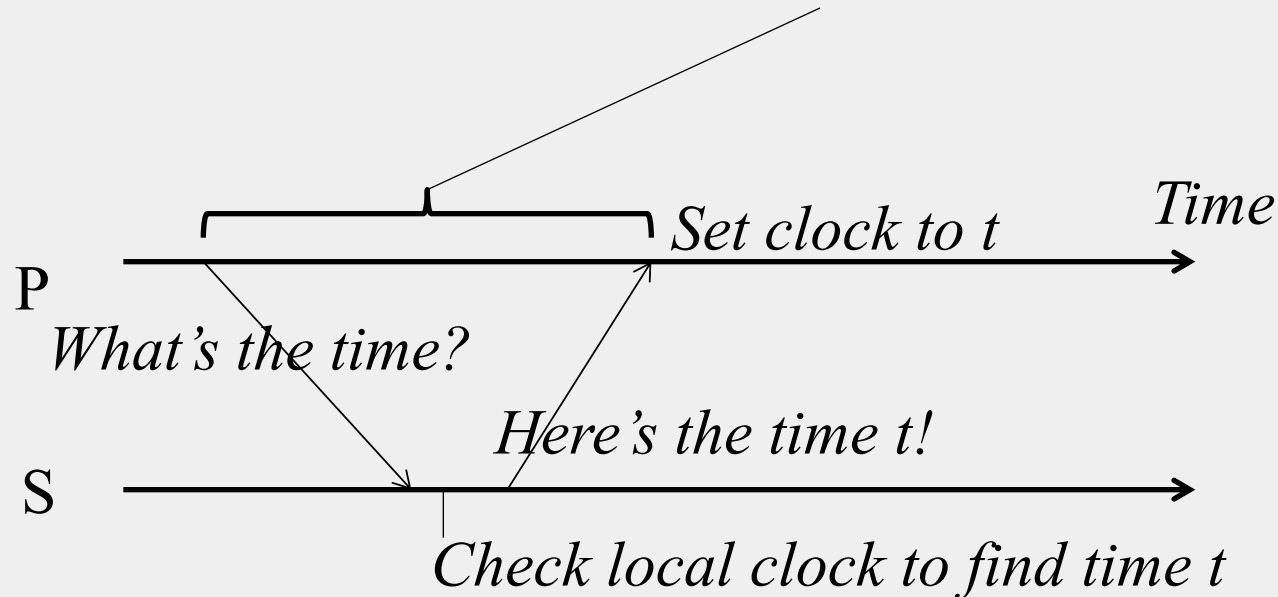 Time
Set clock to t
P
What’s the time?
Here’s the time t!
S
Check local clock to find time t